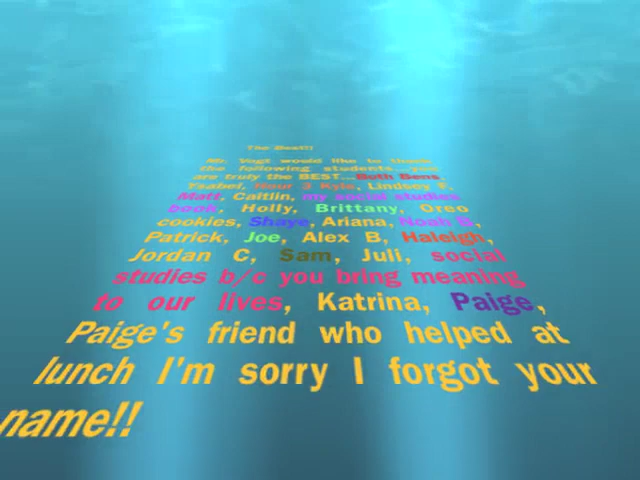 The Best!!!
Mr. Vogt would like to thank
the following students...you
are truly the BEST...Both Bens
Ysabel, Hour 3 Kyle, Lindsey F,
Matt, Caitlin, my social studies
book, Holly, Brittany, Oreo
cookies, Shaye, Ariana, Noah B,
Patrick, Joe, Alex B, Haleigh,
Jordan C, Sam, Juli, social
studies b/c you bring meaning
to our lives, Katrina, Paige,
Paige's friend who helped at
lunch I'm sorry I forgot your
name!!